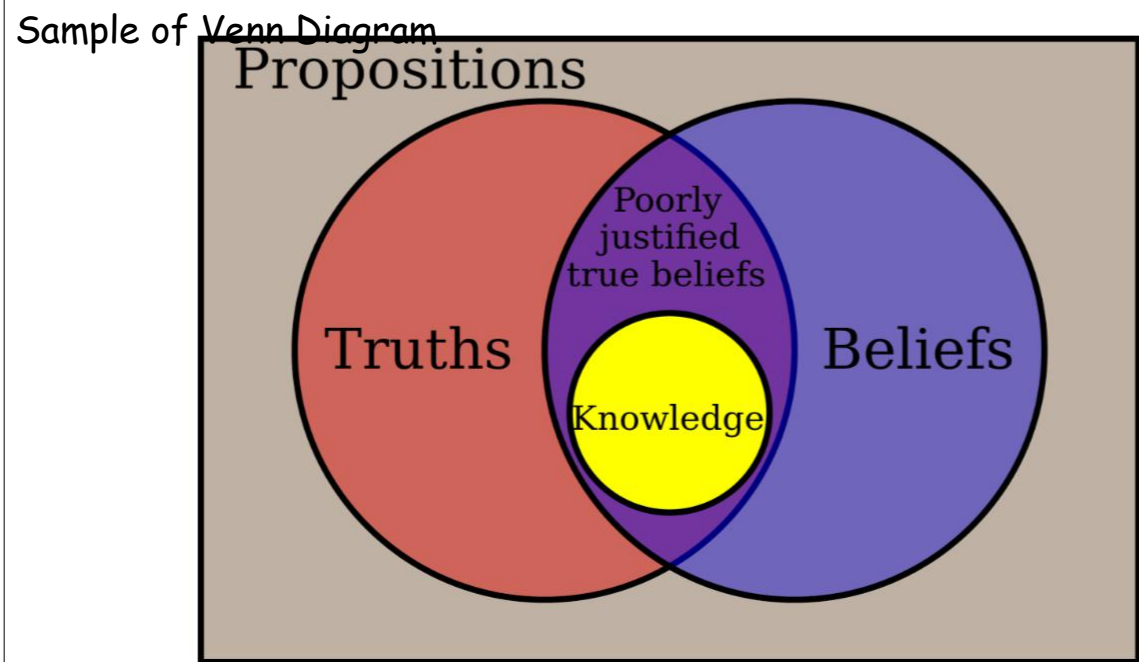 Sample of Venn Diagram
Propositions
Poorly
justified
true beliefs
Truths
Beliefs
Knowledge